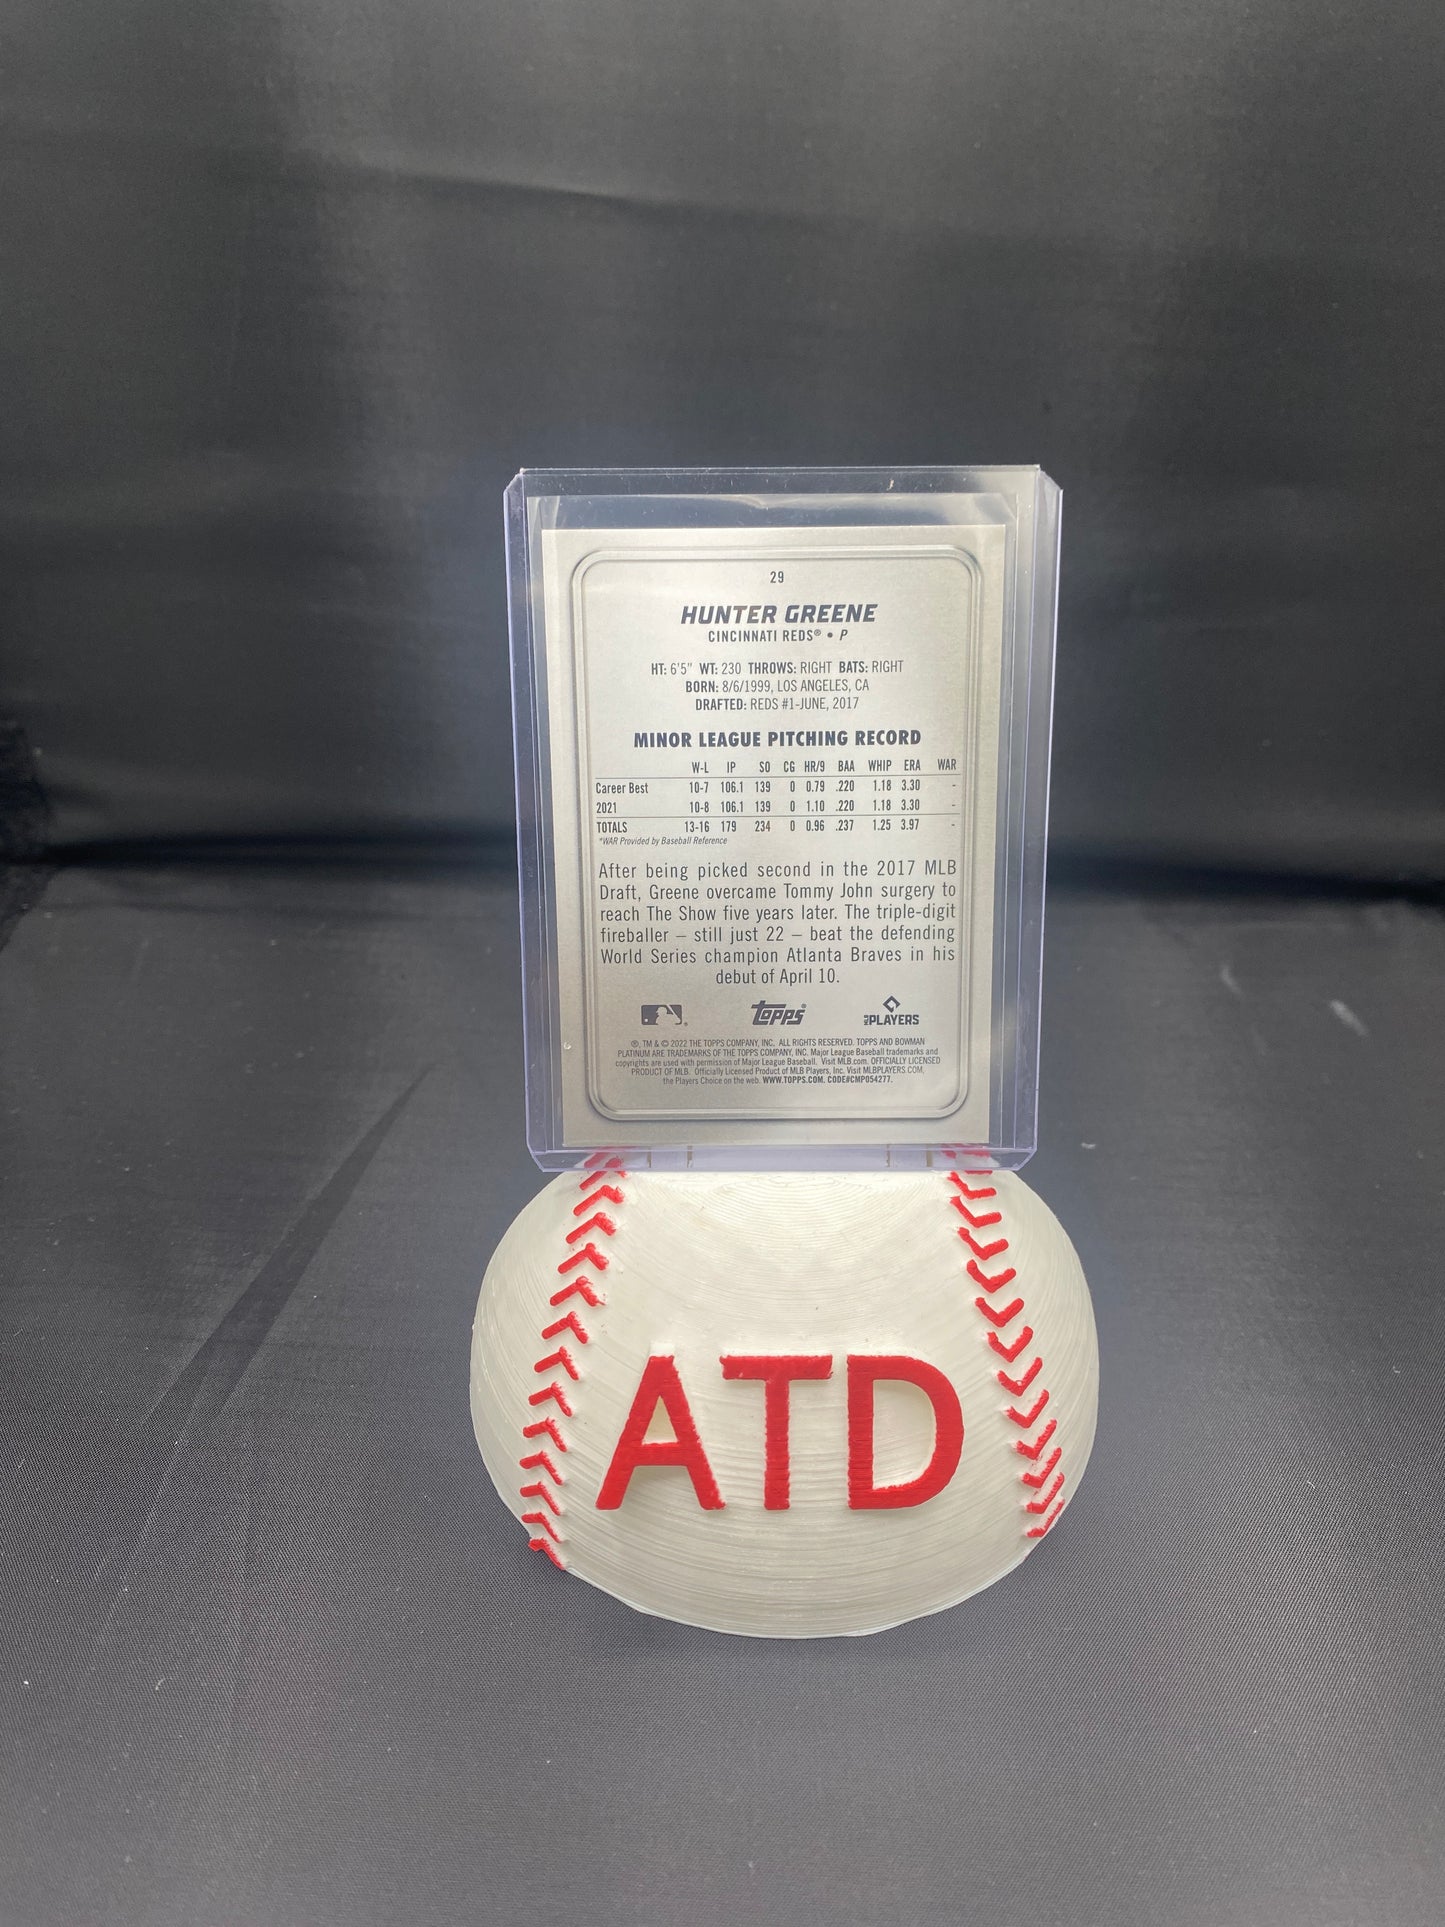 29
HUNTER GREENE
CINCINNATI REDS® • P
HT: 6'5" WT: 230 THROWS: RIGHT BATS: RIGHT
BORN: 8/6/1999, LOS ANGELES, CA
DRAFTED: REDS #1-JUNE, 2017
MINOR LEAGUE PITCHING RECORD
W-L IP SO CG HR/9 BAA WHIP ERA WAR
Career Best 10-7 106.1 139 0 0.79 .220 1.18 3.30 -
2021 10-8 106.1 139 0 1.10 .220 1.18 3.30 -
TOTALS 13-16 179 234 0 0.96 .237 1.25 3.97 -
*WAR Provided by Baseball Reference
After being picked second in the 2017 MLB
Draft, Greene overcame Tommy John surgery to
reach The Show five years later. The triple-digit
fireballer – still just 22 – beat the defending
World Series champion Atlanta Braves in his
debut of April 10.
Topps® MLB PLAYERS
®, TM & © 2022 THE TOPPS COMPANY, INC. ALL RIGHTS RESERVED. TOPPS AND BOWMAN
PLATINUM ARE TRADEMARKS OF THE TOPPS COMPANY, INC. Major League Baseball trademarks and
copyrights are used with permission of Major League Baseball. Visit MLB.com. OFFICIALLY LICENSED
PRODUCT OF MLB. Officially Licensed Product of MLB Players, Inc. Visit MLBPLAYERS.COM,
the Players Choice on the web. WWW.TOPPS.COM. CODE#CMP054277.
ATD